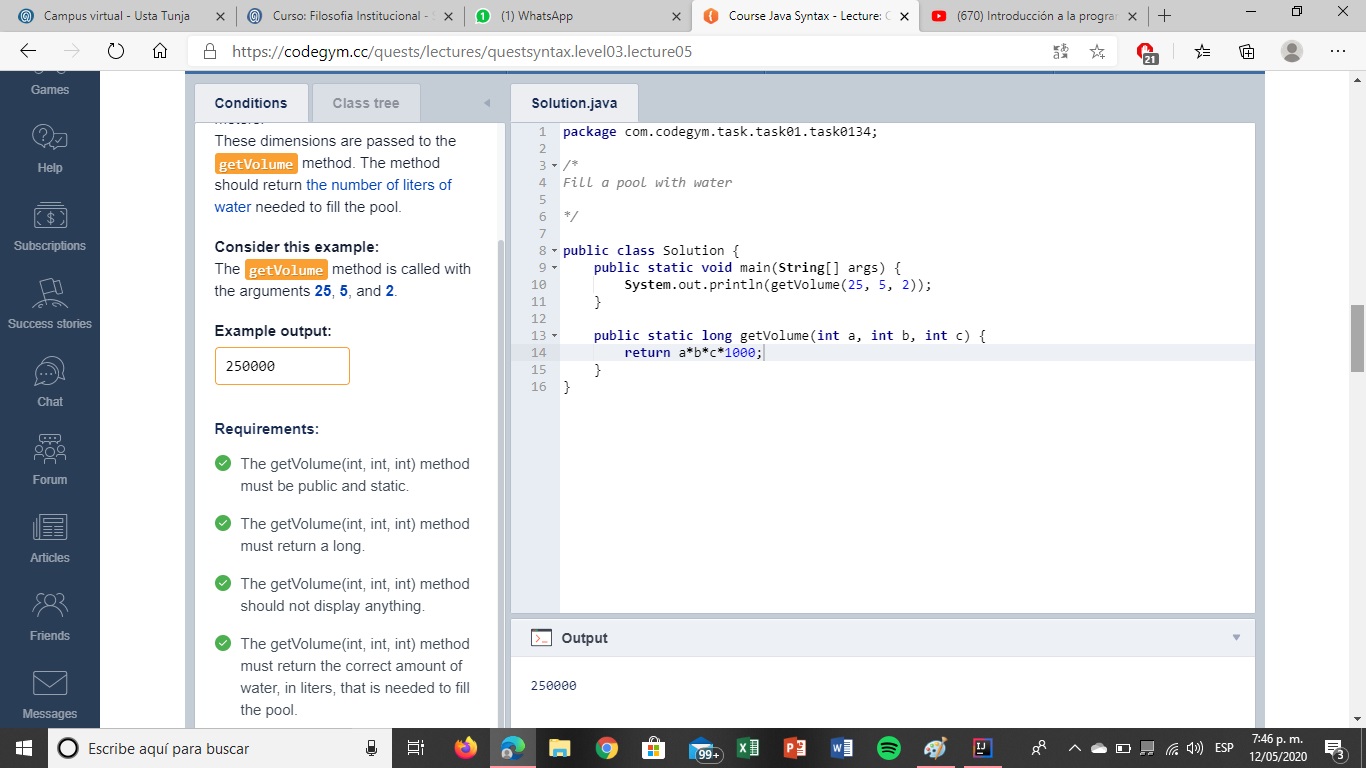 Campus virtual - Usta Tunja
Curso: Filosofia Institucional -
(1) WhatsApp
Course Java Syntax - Lecture:
(670) Introducción a la progra
https://codegym.cc/quests/lectures/questsyntax.level03.lecture05
21
Games
Help
Subscriptions
Success stories
Chat
Forum
Articles
Friends
Messages
Conditions
Class tree
These dimensions are passed to the
getVolume method. The method
should return the number of liters of
water needed to fill the pool.
Consider this example:
The getVolume method is called with
the arguments 25, 5, and 2.
Example output:
250000
Requirements:
The getVolume(int, int, int) method
must be public and static.
The getVolume(int, int, int) method
must return a long.
The getVolume(int, int, int) method
should not display anything.
The getVolume(int, int, int) method
must return the correct amount of
water, in liters, that is needed to fill
the pool.
Solution.java
1 package com.codegym.task.task01.task0134;
2
3 /*
4 Fill a pool with water
5
6 */
7
8 public class Solution {
9 public static void main(String[] args) {
10 System.out.println(getVolume(25, 5, 2));
11 }
12
13 public static long getVolume(int a, int b, int c) {
14 return a*b*c*1000;
15 }
16 }
Output
250000
Escribe aquí para buscar
99+
ESP
7:46 p. m.
12/05/2020
3